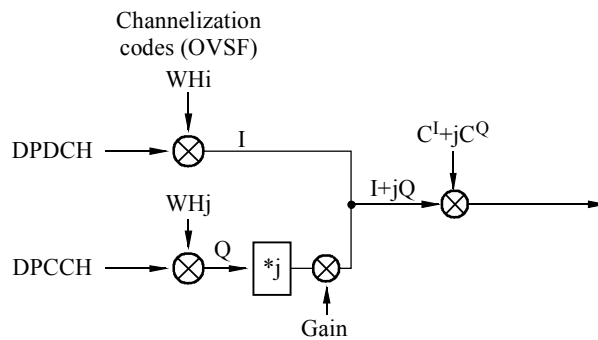 Channelization
codes (OVSF)
WHi
C^I+jC^Q
DPDCH
I
I+jQ
WHj
Q
DPCCH
*j
Gain